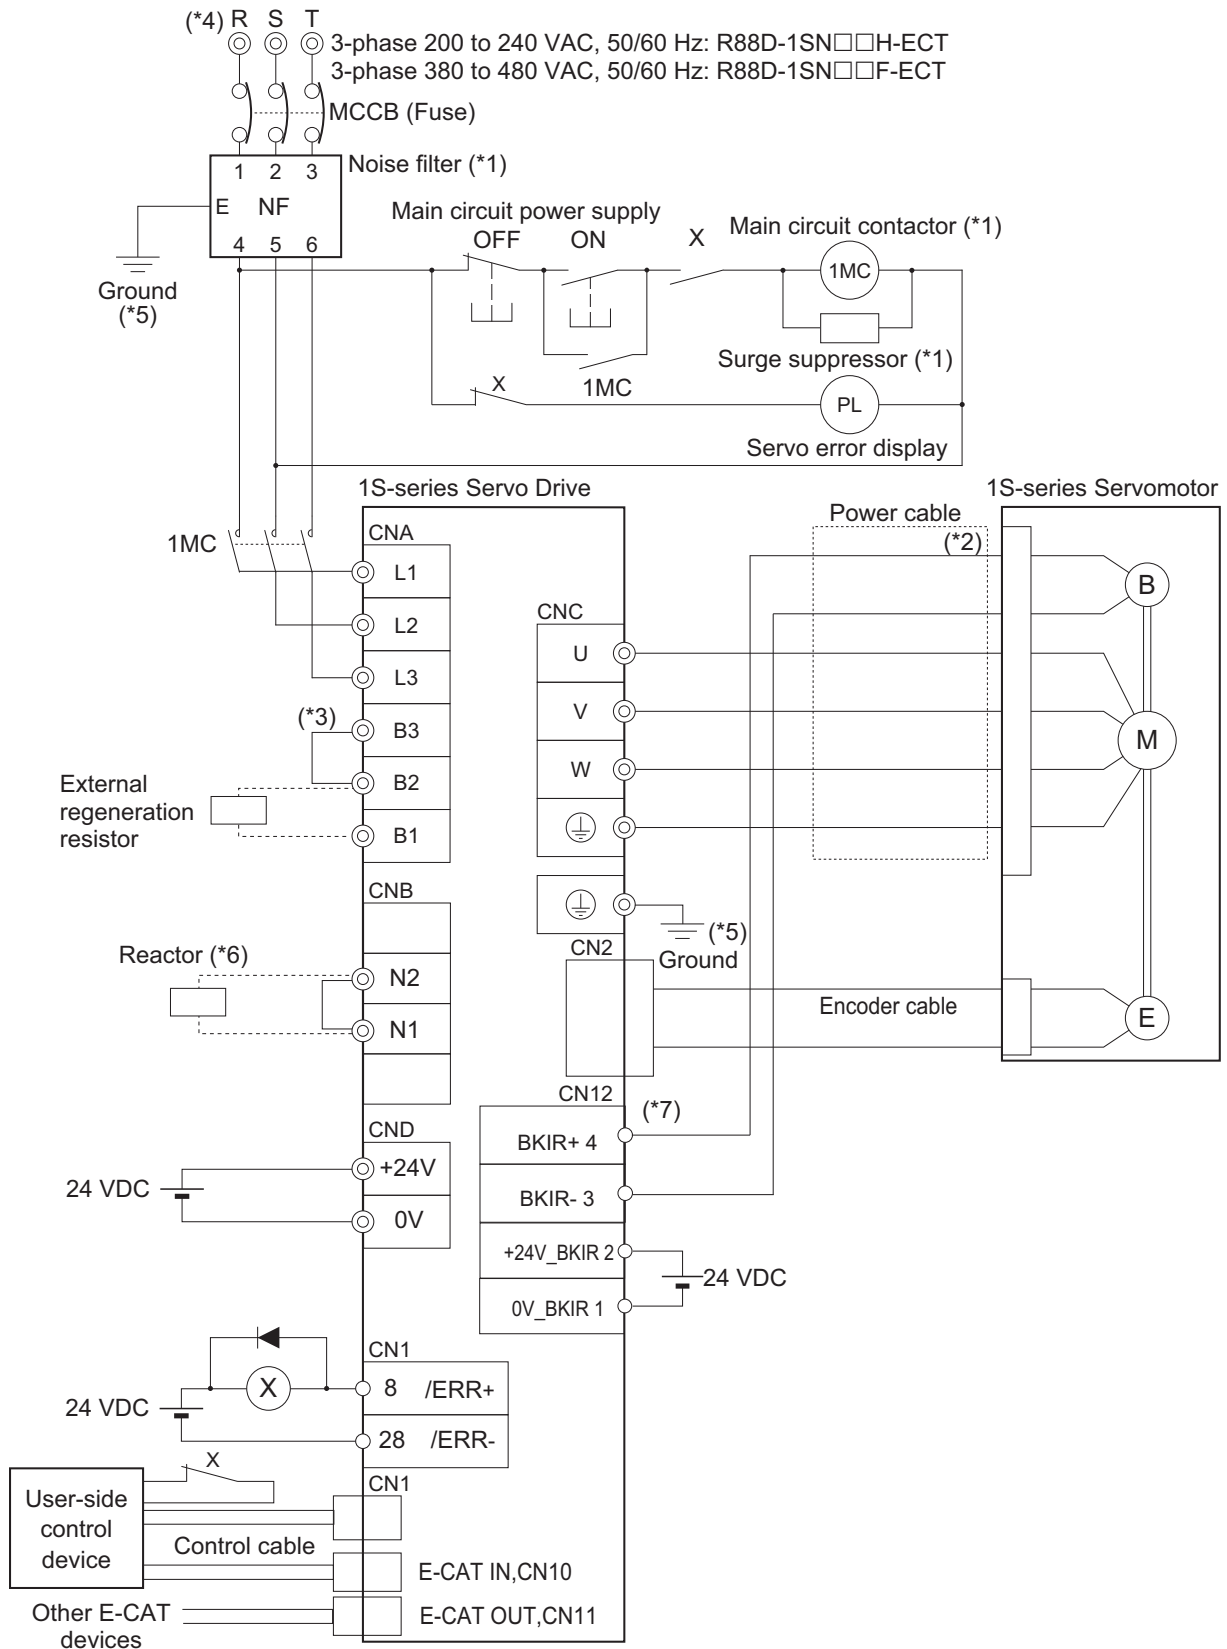 (*4) R S T
3-phase 200 to 240 VAC, 50/60 Hz: R88D-1SN□□H-ECT
3-phase 380 to 480 VAC, 50/60 Hz: R88D-1SN□□F-ECT
MCCB (Fuse)
1 2 3
Noise filter (*1)
E NF
4 5 6
Ground
(*5)
Main circuit power supply
OFF ON X
Main circuit contactor (*1)
1MC
Surge suppressor (*1)
1MC
X
PL
Servo error display
1S-series Servo Drive
1S-series Servomotor
1MC
CNA
L1
L2
L3
(*3)
B3
B2
B1
External
regeneration
resistor
CNB
Reactor (*6)
N2
N1
CND
24 VDC
+24V
0V
CNC
U
V
W
(*5)
Ground
Power cable
(*2)
B
M
CN2
Encoder cable
E
CN12
(*7)
BKIR+ 4
BKIR- 3
+24V_BKIR 2
0V_BKIR 1
24 VDC
CN1
X
24 VDC
8 /ERR+
28 /ERR-
X
CN1
User-side
control
device
Control cable
E-CAT IN,CN10
Other E-CAT
devices
E-CAT OUT,CN11